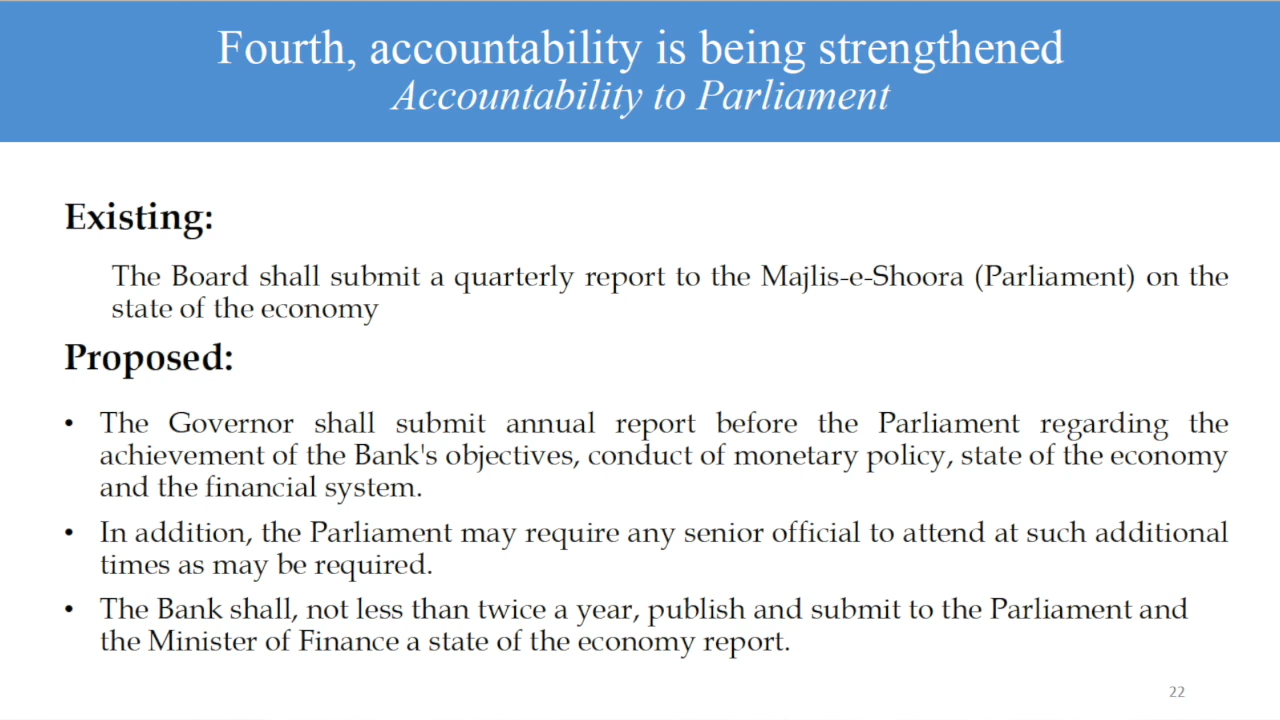 Fourth, accountability is being strengthened
Accountability to Parliament
Existing:
The Board shall submit a quarterly report to the Majlis-e-Shoora (Parliament) on the
state of the economy
Proposed:
• The Governor shall submit annual report before the Parliament regarding the
achievement of the Bank's objectives, conduct of monetary policy, state of the economy
and the financial system.
• In addition, the Parliament may require any senior official to attend at such additional
times as may be required.
• The Bank shall, not less than twice a year, publish and submit to the Parliament and
the Minister of Finance a state of the economy report.
22